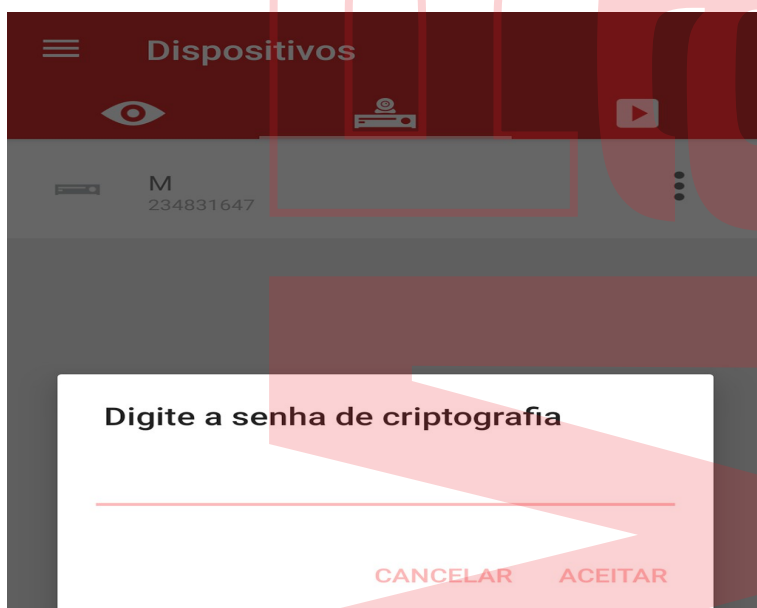 Dispositivos
M
234831647
Digite a senha de criptografia
CANCELAR ACEITAR